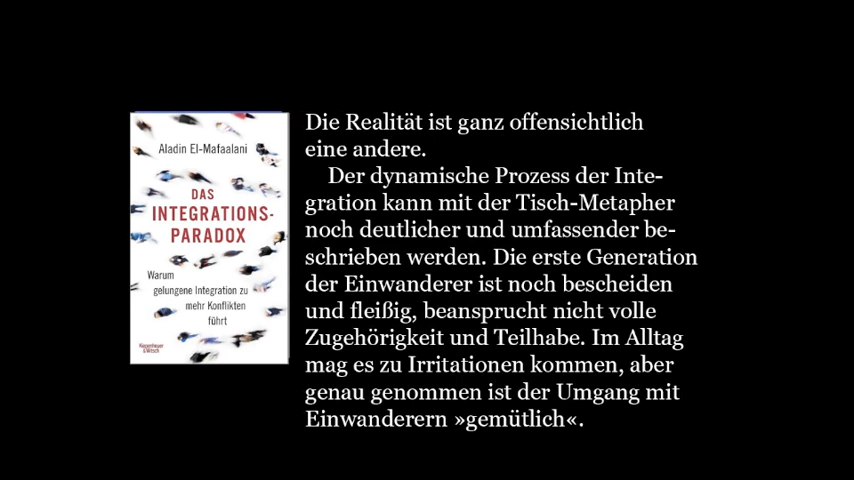 Aladin El-Mafaalani
DAS
INTEGRATIONS-
PARADOX
Warum
gelungene Integration zu
mehr Konflikten
führt
Kiepenheuer
& Witsch
Die Realität ist ganz offensichtlich
eine andere.
Der dynamische Prozess der Inte-
gration kann mit der Tisch-Metapher
noch deutlicher und umfassender be-
schrieben werden. Die erste Generation
der Einwanderer ist noch bescheiden
und fleißig, beansprucht nicht volle
Zugehörigkeit und Teilhabe. Im Alltag
mag es zu Irritationen kommen, aber
genau genommen ist der Umgang mit
Einwanderern »gemütlich«.